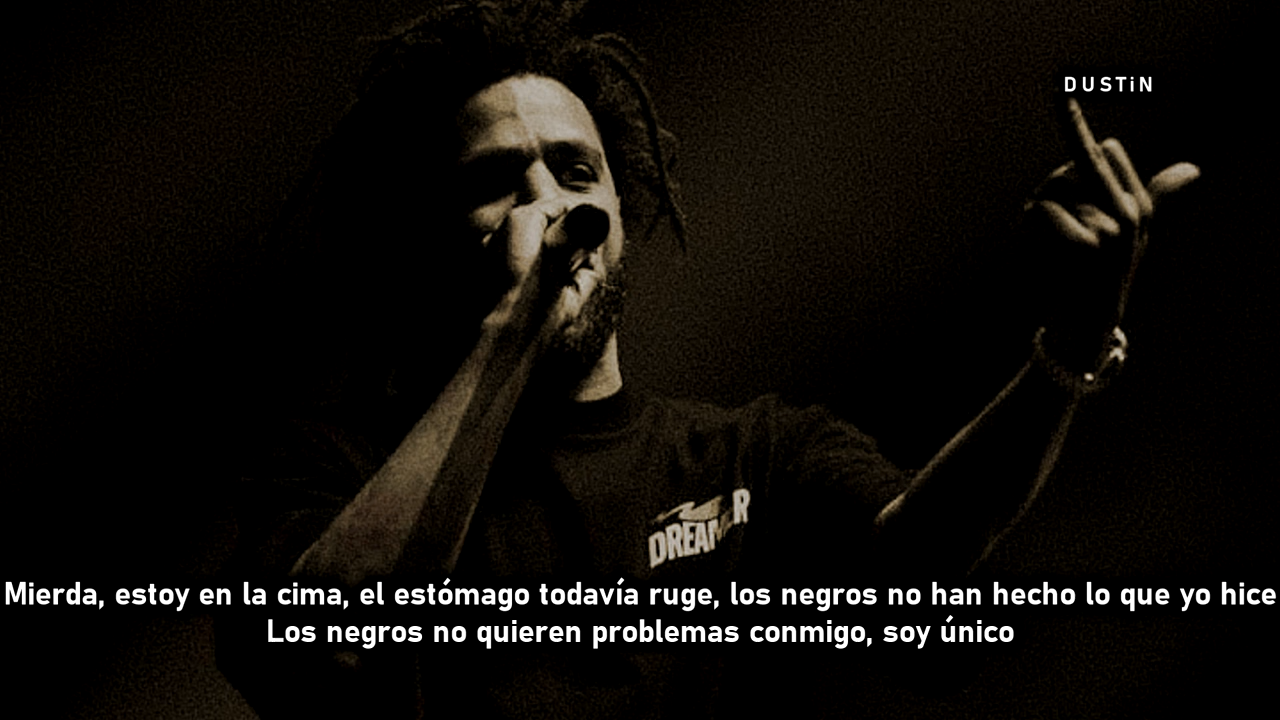 DUSTiN
DREAMER
Mierda, estoy en la cima, el estómago todavía ruge, los negros no han hecho lo que yo hice
Los negros no quieren problemas conmigo, soy único